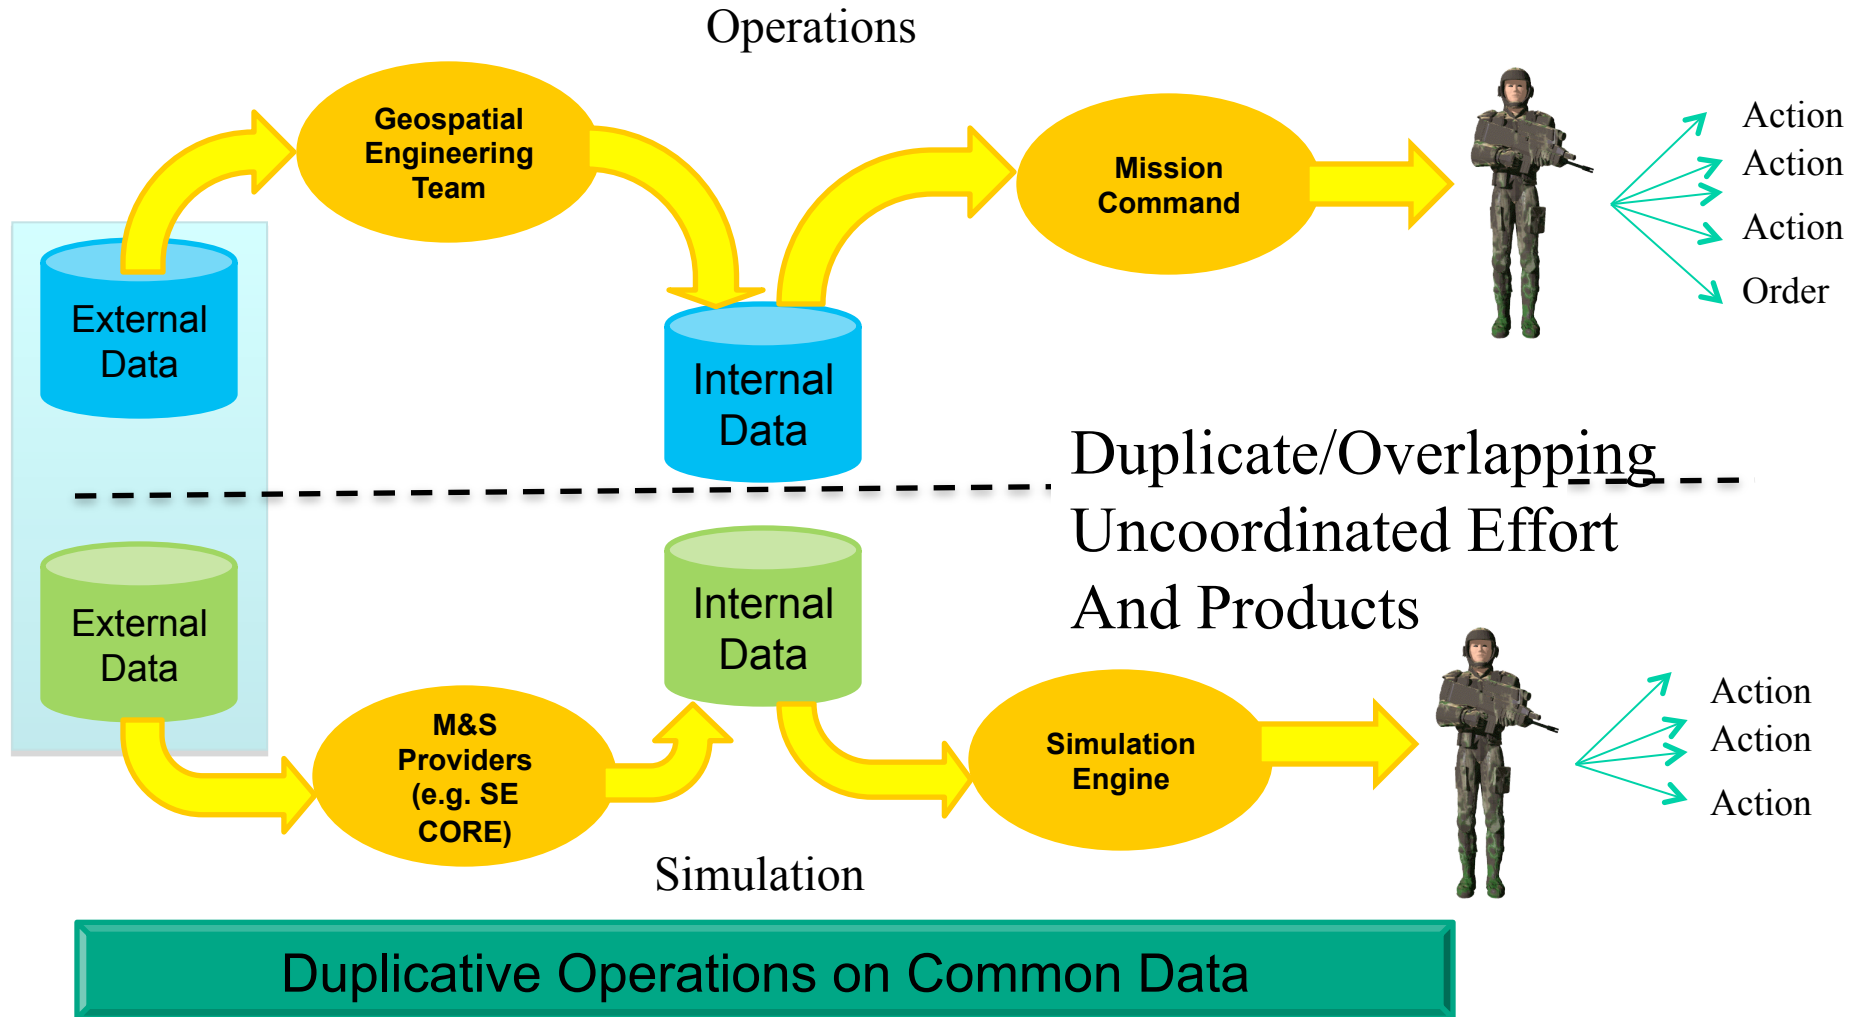 Operations
Geospatial
Engineering
Team
Mission
Command
Action
Action
Action
Order
External
Data
Internal
Data
Duplicate/Overlapping
Uncoordinated Effort
And Products
External
Data
Internal
Data
M&S
Providers
(e.g. SE
CORE)
Simulation
Engine
Action
Action
Action
Simulation
Duplicative Operations on Common Data